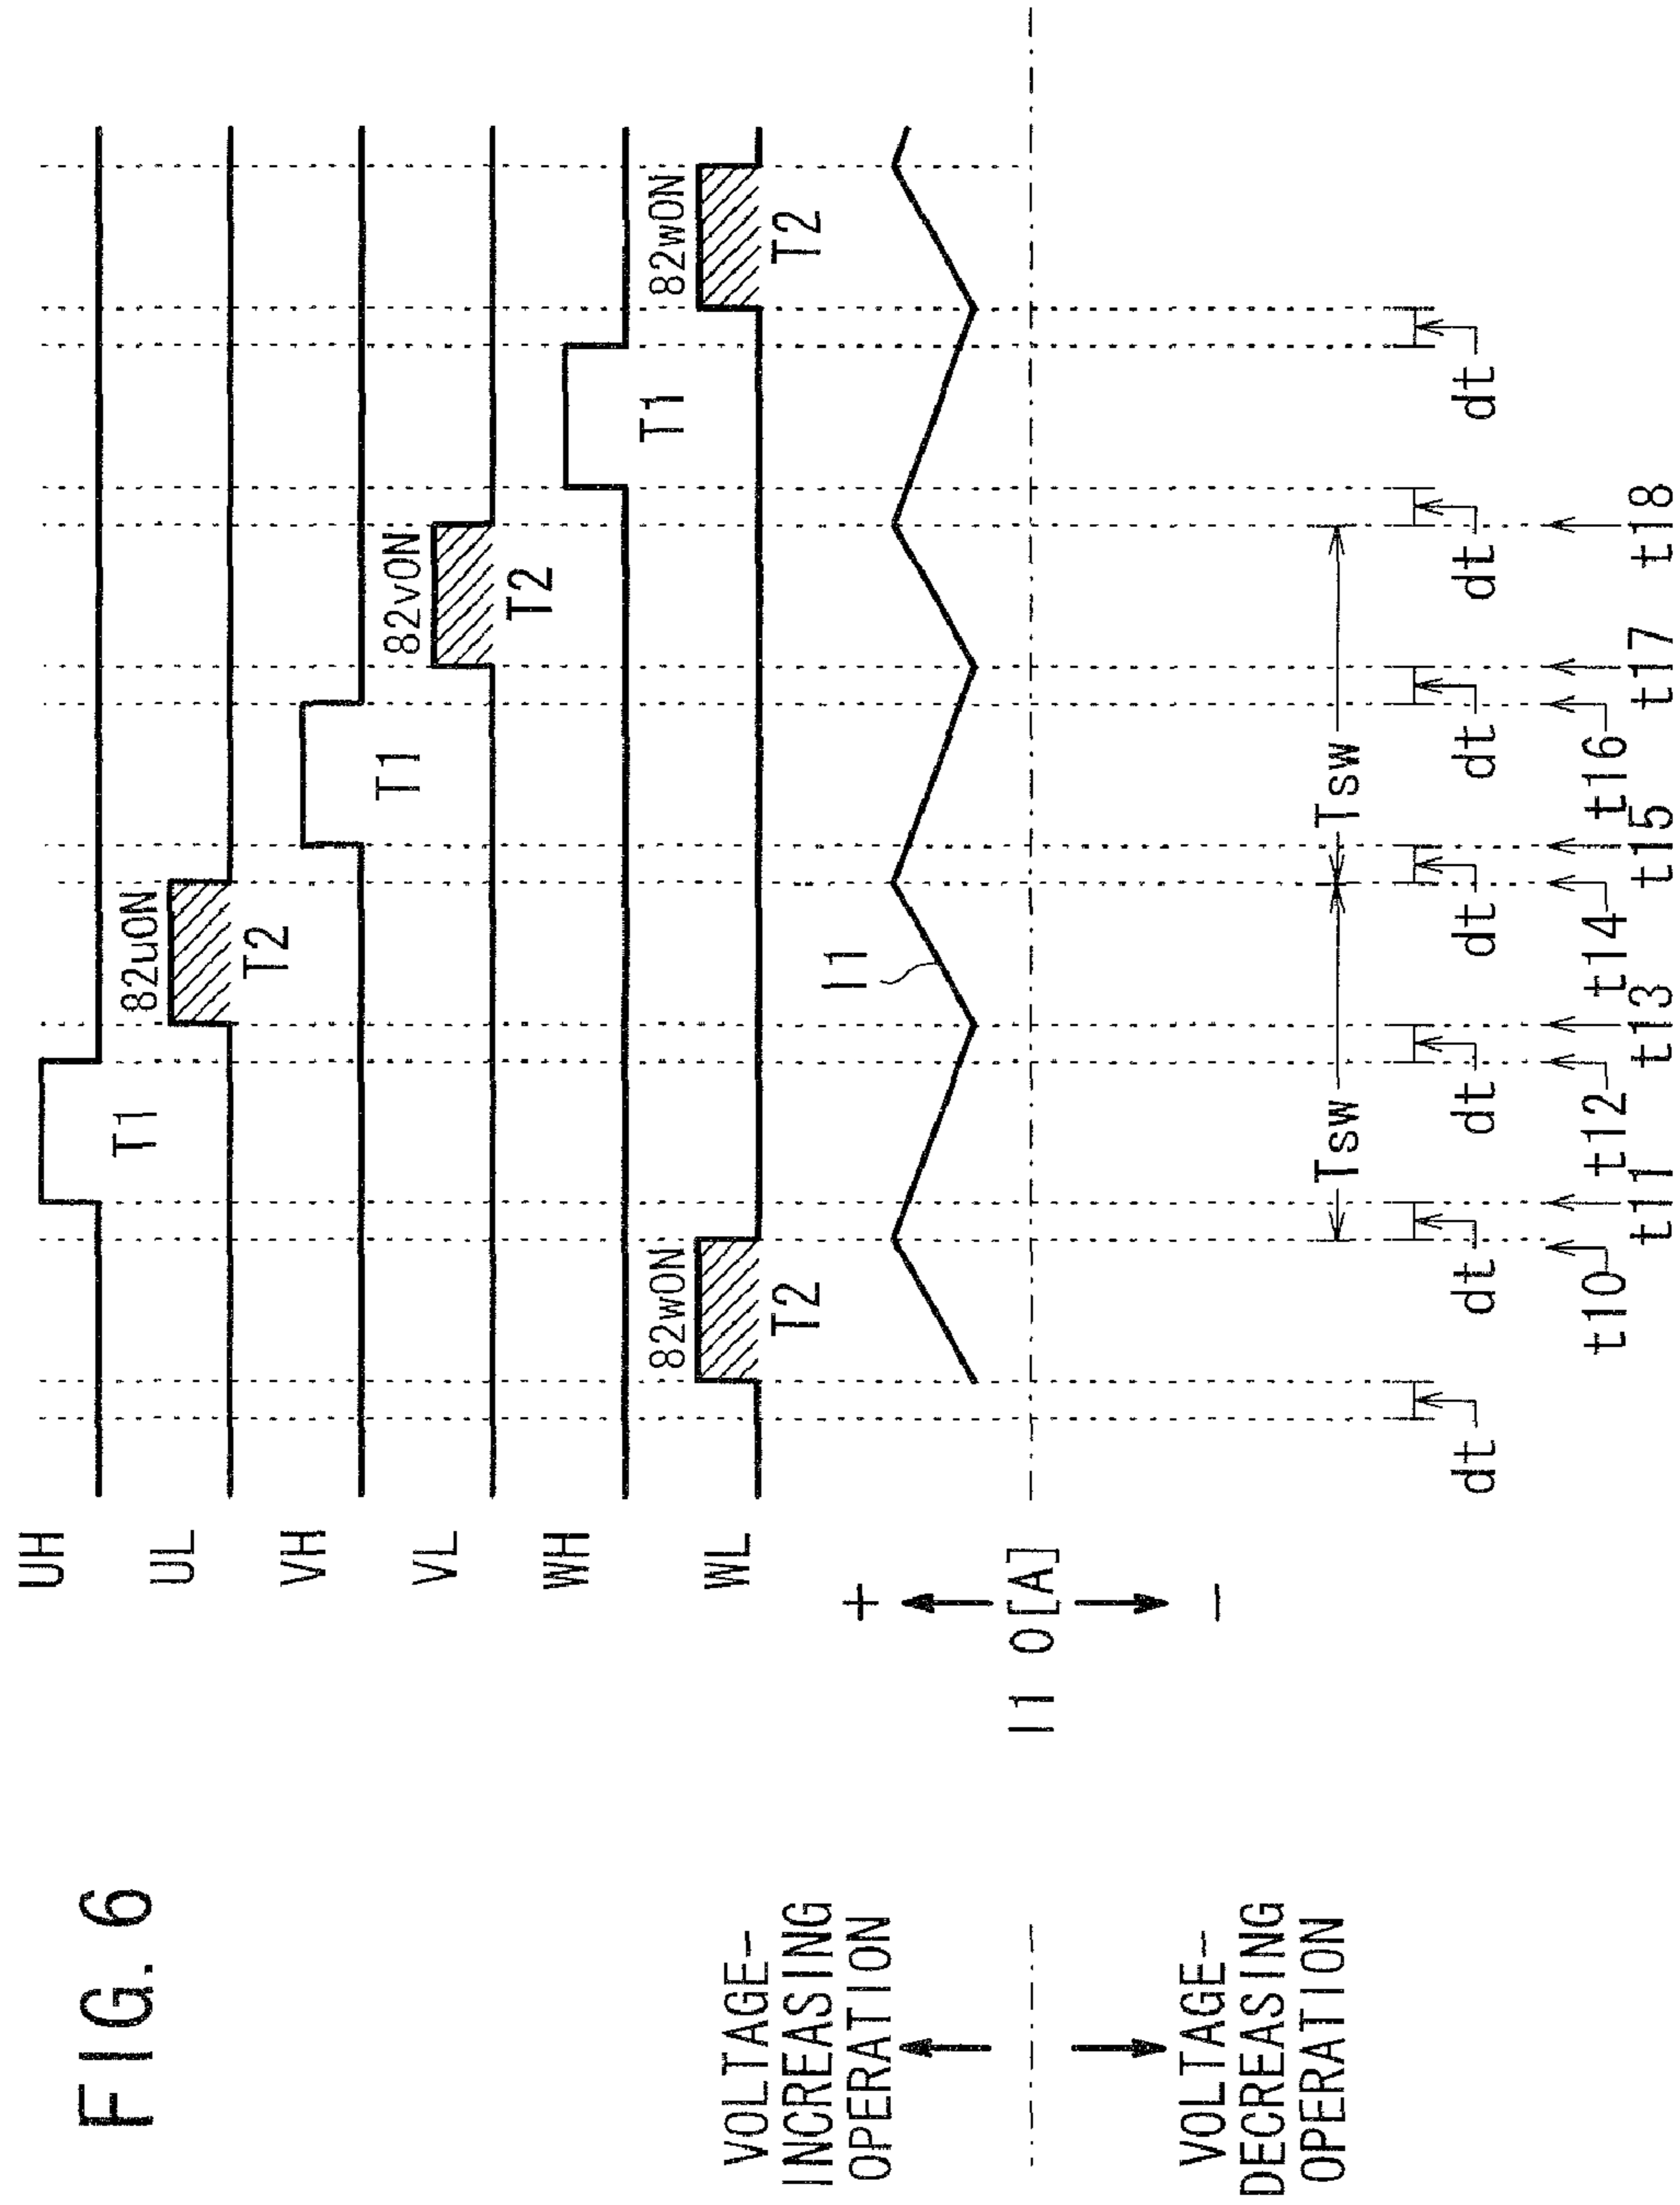 FIG. 6
UH
T1
UL
82uON
T2
VH
T1
VL
82vON
T2
WH
T1
WL
82wON
T2
82wON
T2
+
I1 0[A]
-
I1
VOLTAGE-
INCREASING
OPERATION
VOLTAGE-
DECREASING
OPERATION
Tsw
Tsw
dt
dt
dt
dt
dt
dt
dt
t10
t11
t12
t13
t14
t15
t16
t17
t18